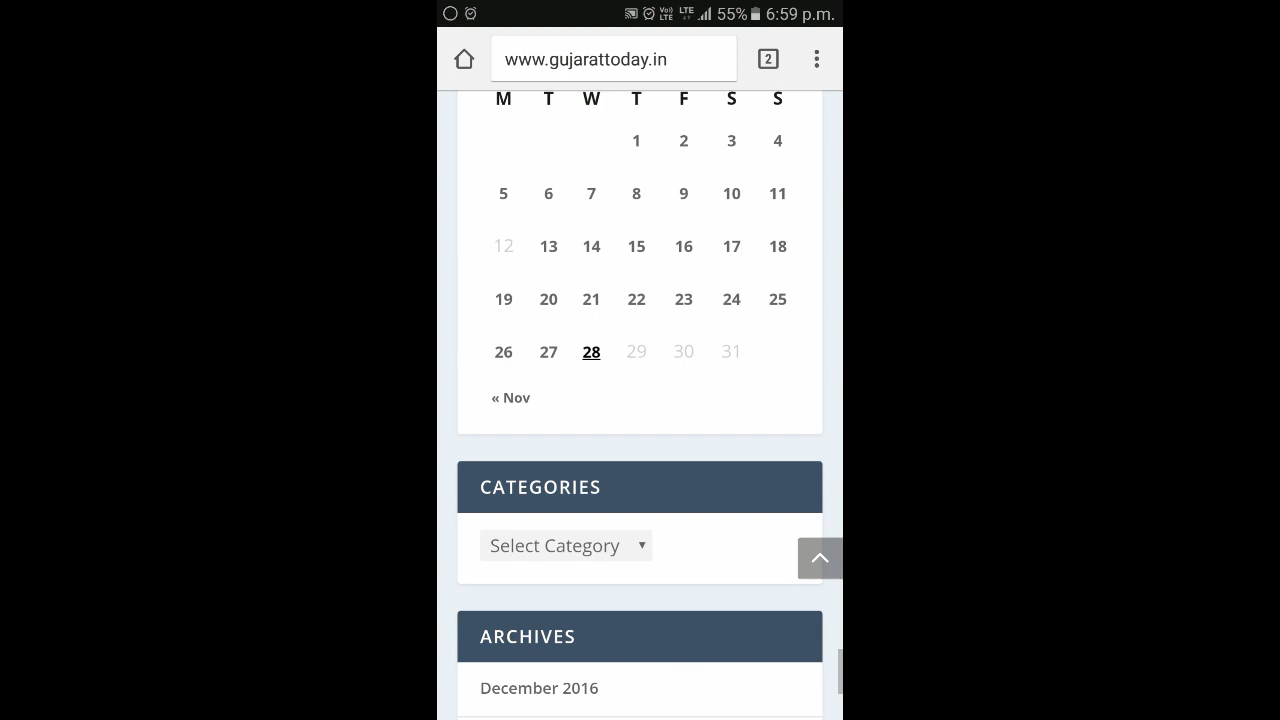 55% 6:59 p.m.
www.gujarattoday.in 2
M T W T F S S
1 2 3 4
5 6 7 8 9 10 11
12 13 14 15 16 17 18
19 20 21 22 23 24 25
26 27 28 29 30 31
« Nov
CATEGORIES
Select Category
ARCHIVES
December 2016